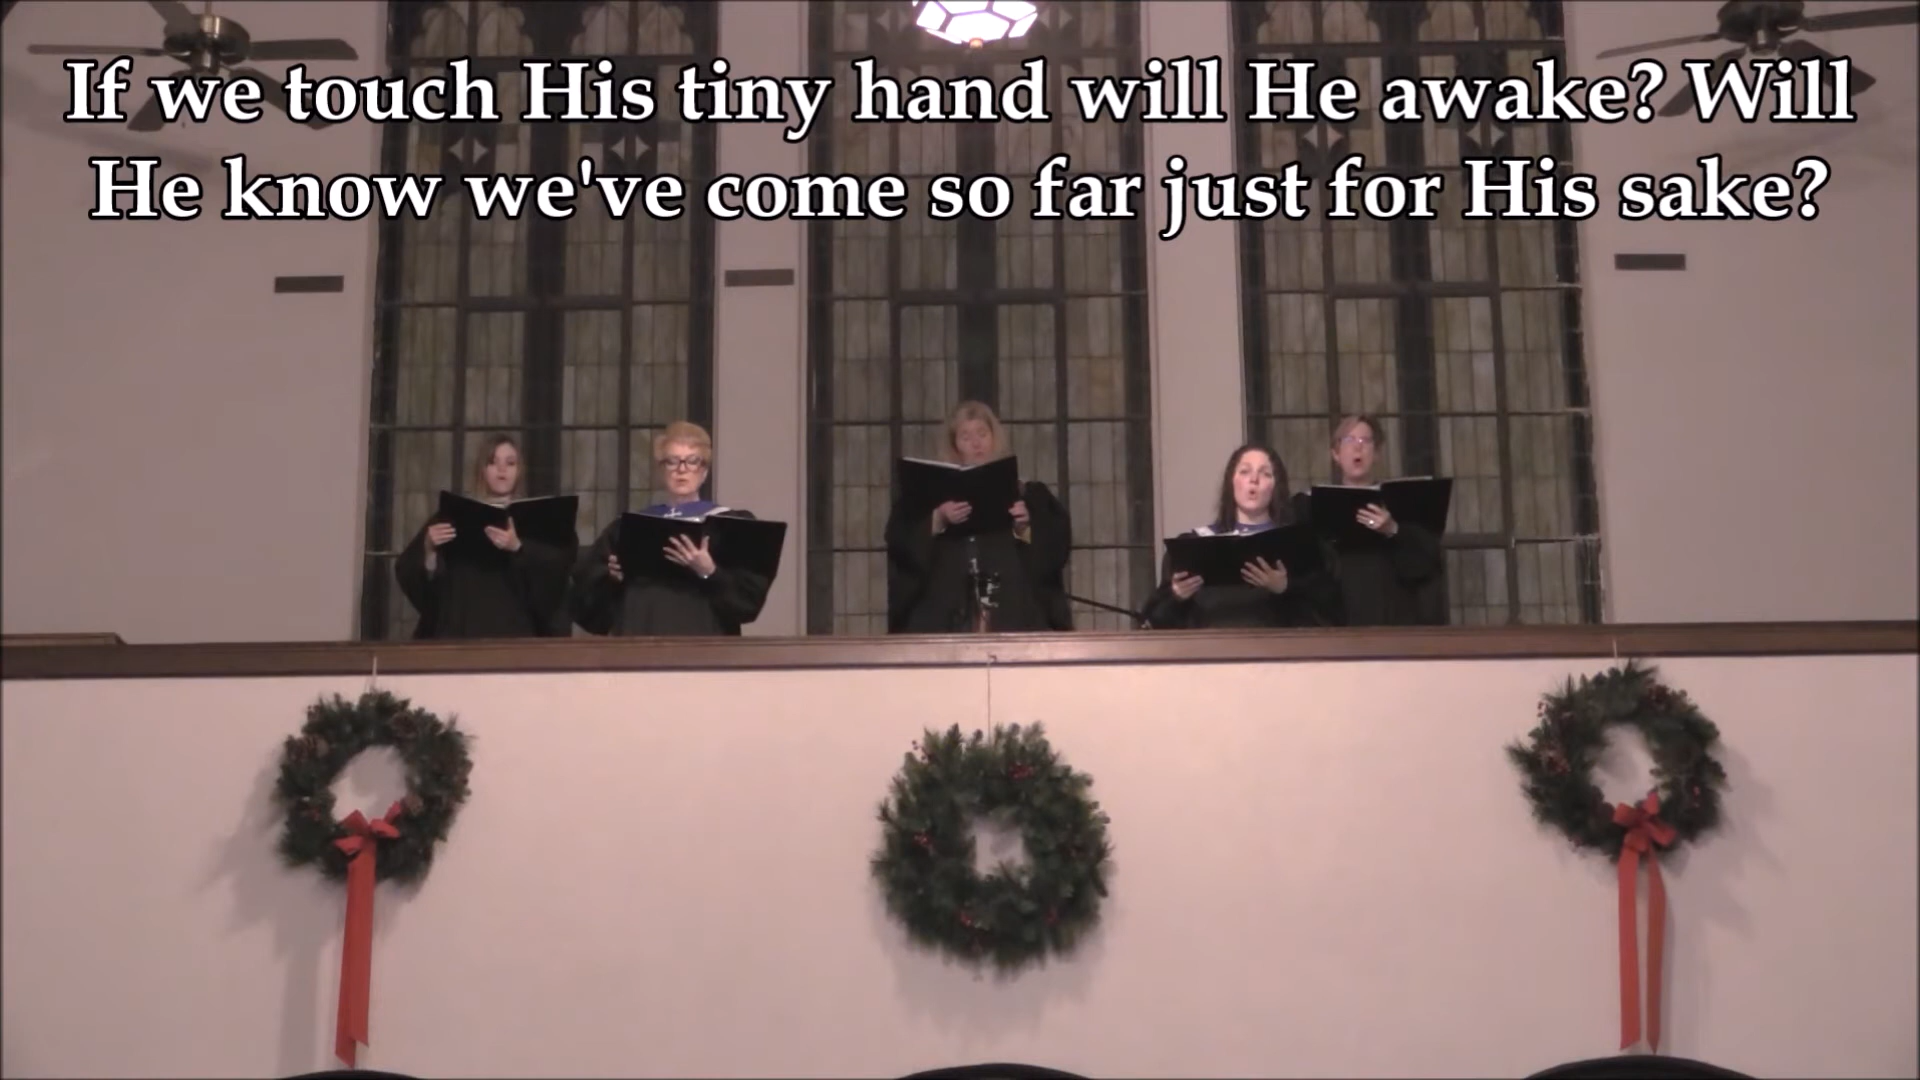 If we touch His tiny hand will He awake? Will
He know we've come so far just for His sake?